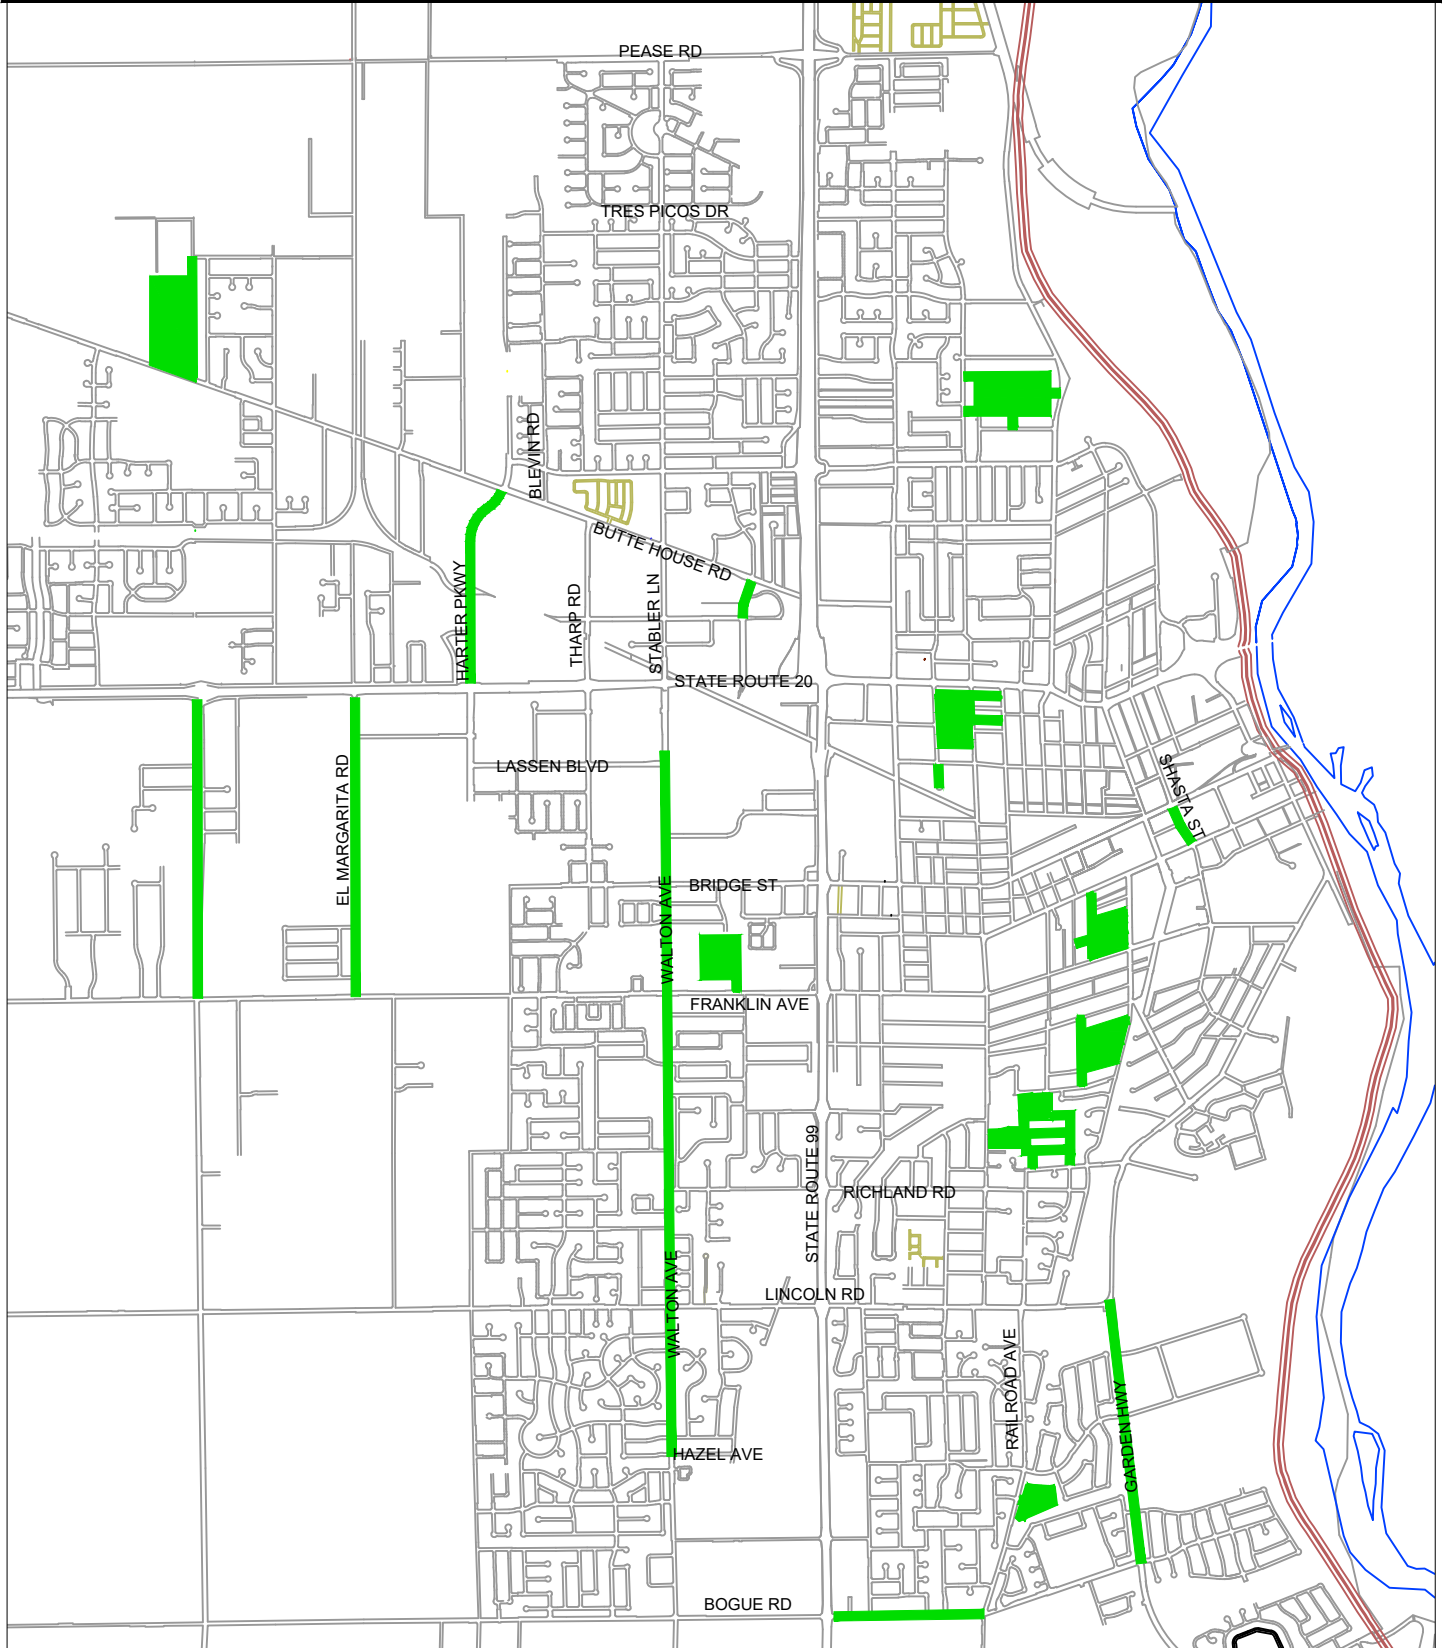 PEASE RD
TRES PICOS DR
BLEVIN RD
BUTTE HOUSE RD
HARTER PKWY
THARP RD
STABLER LN
STATE ROUTE 20
EL MARGARITA RD
LASSEN BLVD
SHASTA ST
BRIDGE ST
WALTON AVE
FRANKLIN AVE
STATE ROUTE 99
RICHLAND RD
WALTON AVE
LINCOLN RD
RAILROAD AVE
GARDEN HWY
HAZEL AVE
BOGUE RD